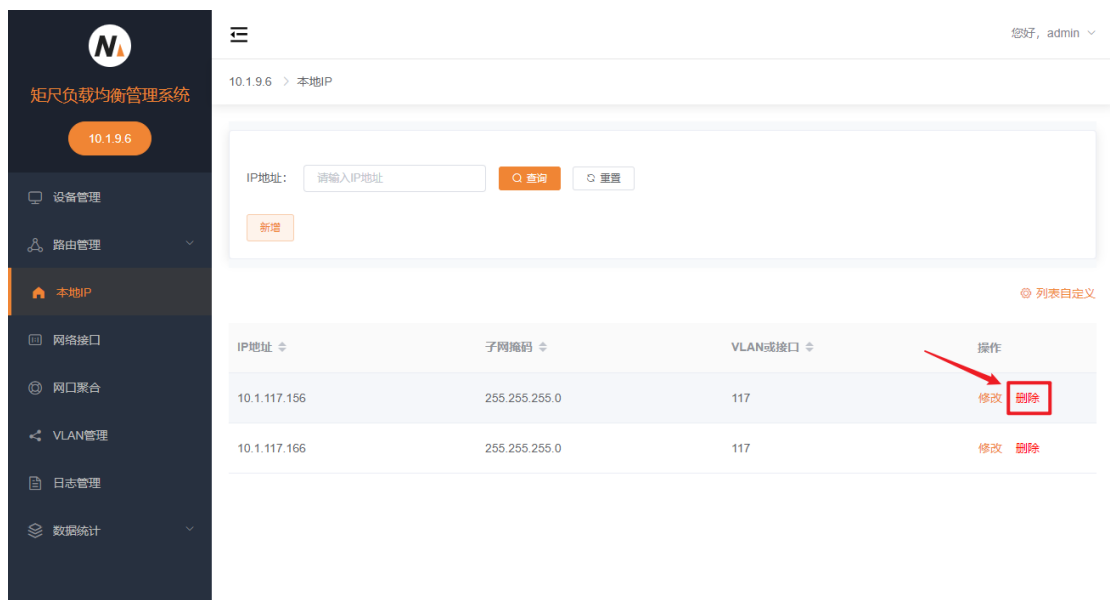 您好，admin
矩尺负载均衡管理系统
10.1.9.6
设备管理
路由管理
本地IP
网络接口
网口聚合
VLAN管理
日志管理
数据统计
10.1.9.6 > 本地IP
IP地址： 请输入IP地址 查询 重置
新增
列表自定义
IP地址 子网掩码 VLAN或接口 操作
10.1.117.156 255.255.255.0 117 修改 删除
10.1.117.166 255.255.255.0 117 修改 删除